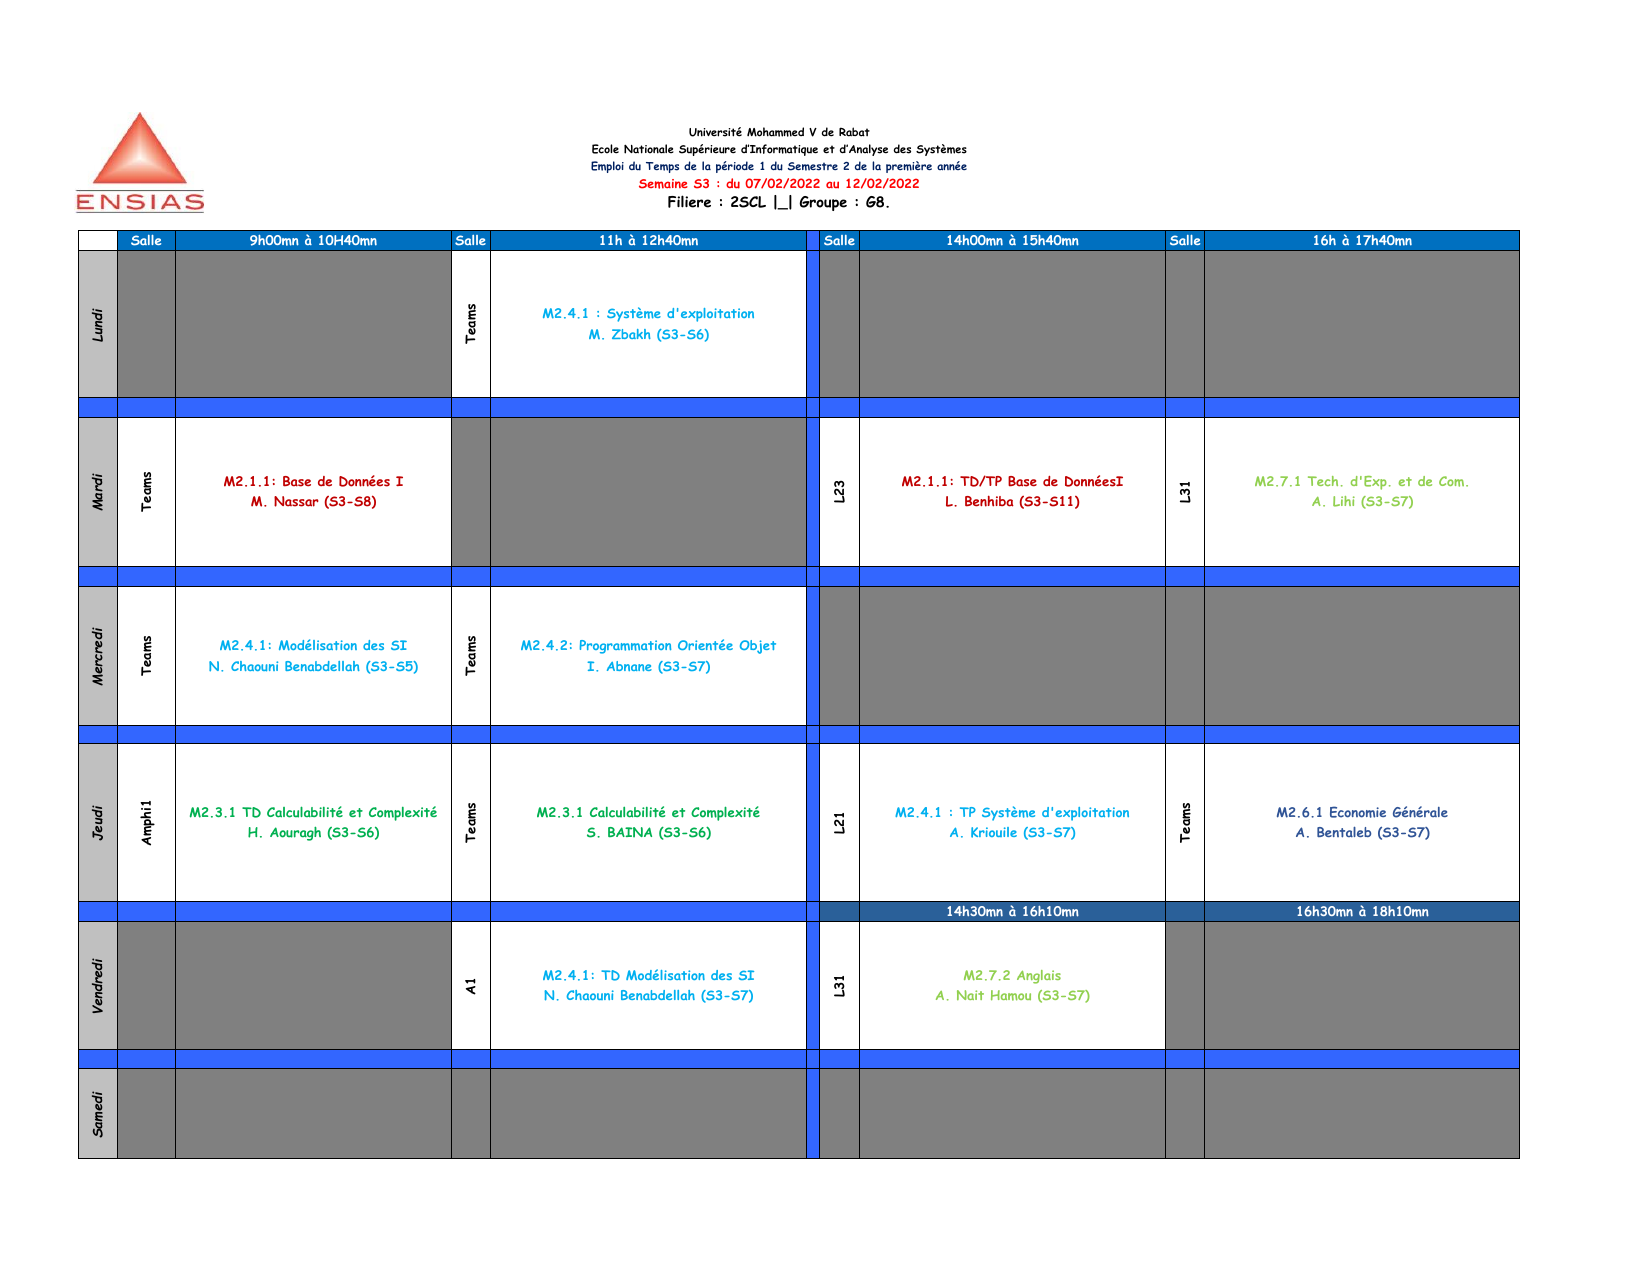 ENSIAS
Université Mohammed V de Rabat
Ecole Nationale Supérieure d’Informatique et d’Analyse des Systèmes
Emploi du Temps de la période 1 du Semestre 2 de la première année
Semaine S3 : du 07/02/2022 au 12/02/2022
Filiere : 2SCL |_| Groupe : G8.
Salle 9h00mn à 10H40mn Salle 11h à 12h40mn Salle 14h00mn à 15h40mn Salle 16h à 17h40mn
Lundi
Teams
M2.4.1 : Système d'exploitation
M. Zbakh (S3-S6)
Mardi
Teams
M2.1.1: Base de Données I
M. Nassar (S3-S8)
L23
M2.1.1: TD/TP Base de DonnéesI
L. Benhiba (S3-S11)
L31
M2.7.1 Tech. d'Exp. et de Com.
A. Lihi (S3-S7)
Mercredi
Teams
M2.4.1: Modélisation des SI
N. Chaouni Benabdellah (S3-S5)
Teams
M2.4.2: Programmation Orientée Objet
I. Abnane (S3-S7)
Jeudi
Amphi1
M2.3.1 TD Calculabilité et Complexité
H. Aouragh (S3-S6)
Teams
M2.3.1 Calculabilité et Complexité
S. BAINA (S3-S6)
L21
M2.4.1 : TP Système d'exploitation
A. Kriouile (S3-S7)
Teams
M2.6.1 Economie Générale
A. Bentaleb (S3-S7)
14h30mn à 16h10mn 16h30mn à 18h10mn
Vendredi
A1
M2.4.1: TD Modélisation des SI
N. Chaouni Benabdellah (S3-S7)
L31
M2.7.2 Anglais
A. Nait Hamou (S3-S7)
Samedi